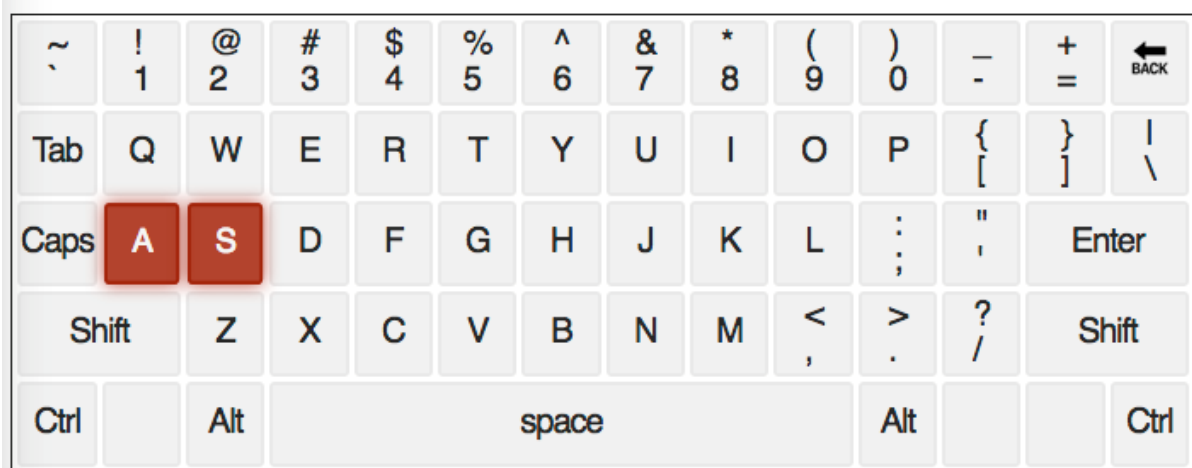 ~ ! @ # $ % ^ & * ( ) _ +
` 1 2 3 4 5 6 7 8 9 0 - = BACK
Tab Q W E R T Y U I O P { } |
[ ] \
Caps A S D F G H J K L : " Enter
; '
Shift Z X C V B N M < > ? Shift
, . /
Ctrl Alt space Alt Ctrl